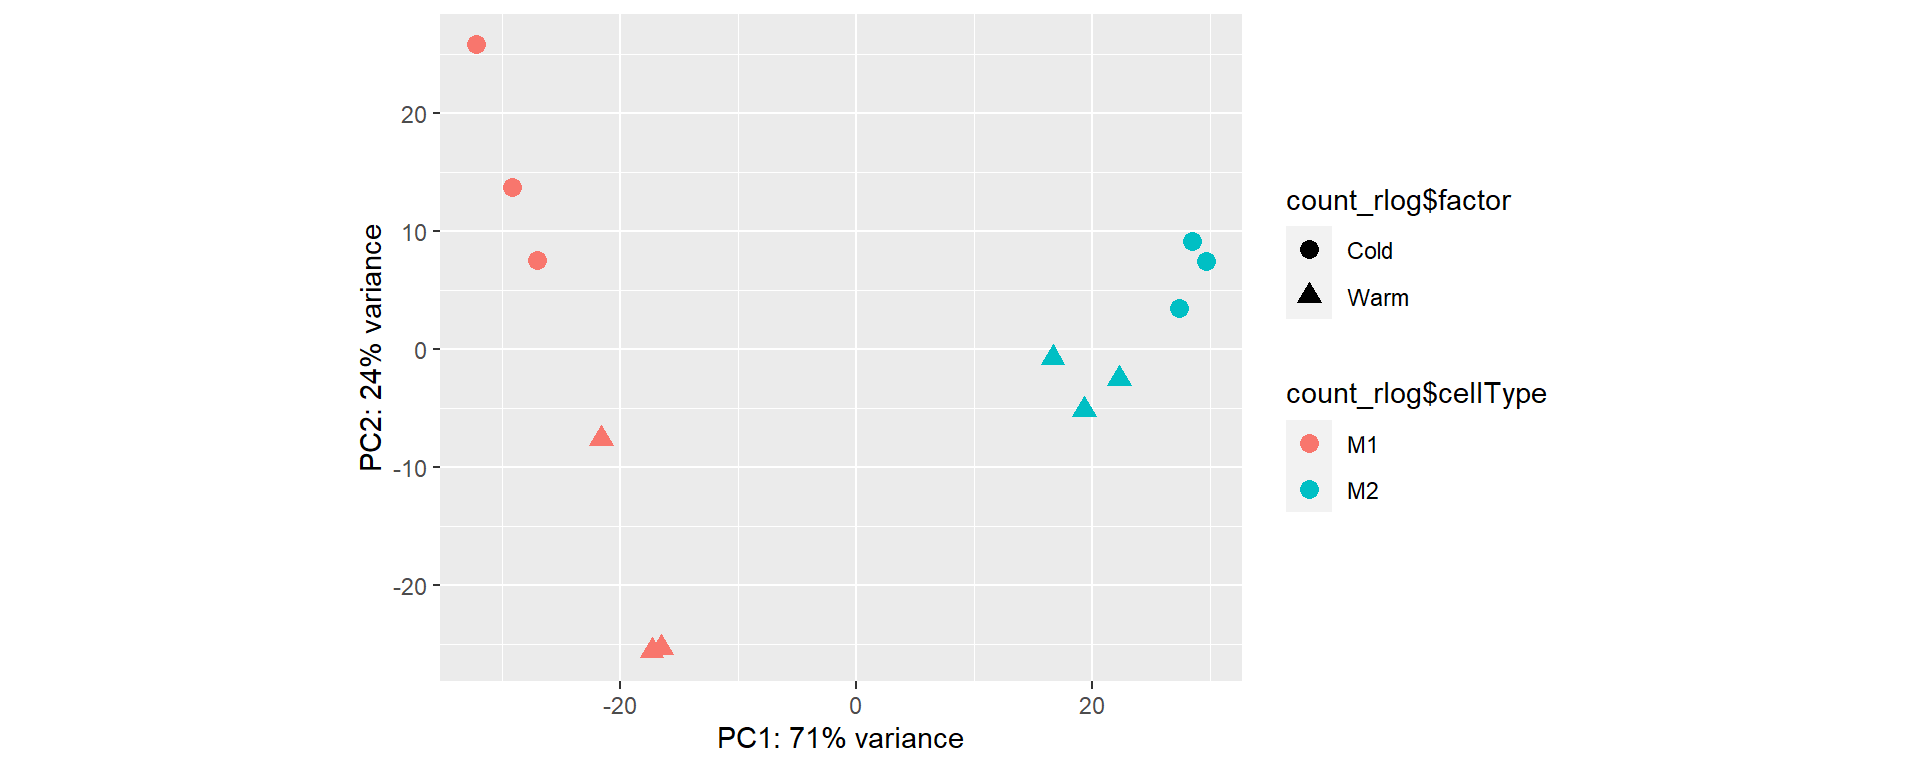 20
10
0
-10
-20
PC2: 24% variance
-20
0
20
PC1: 71% variance
count_rlog$factor
Cold
Warm
count_rlog$cellType
M1
M2